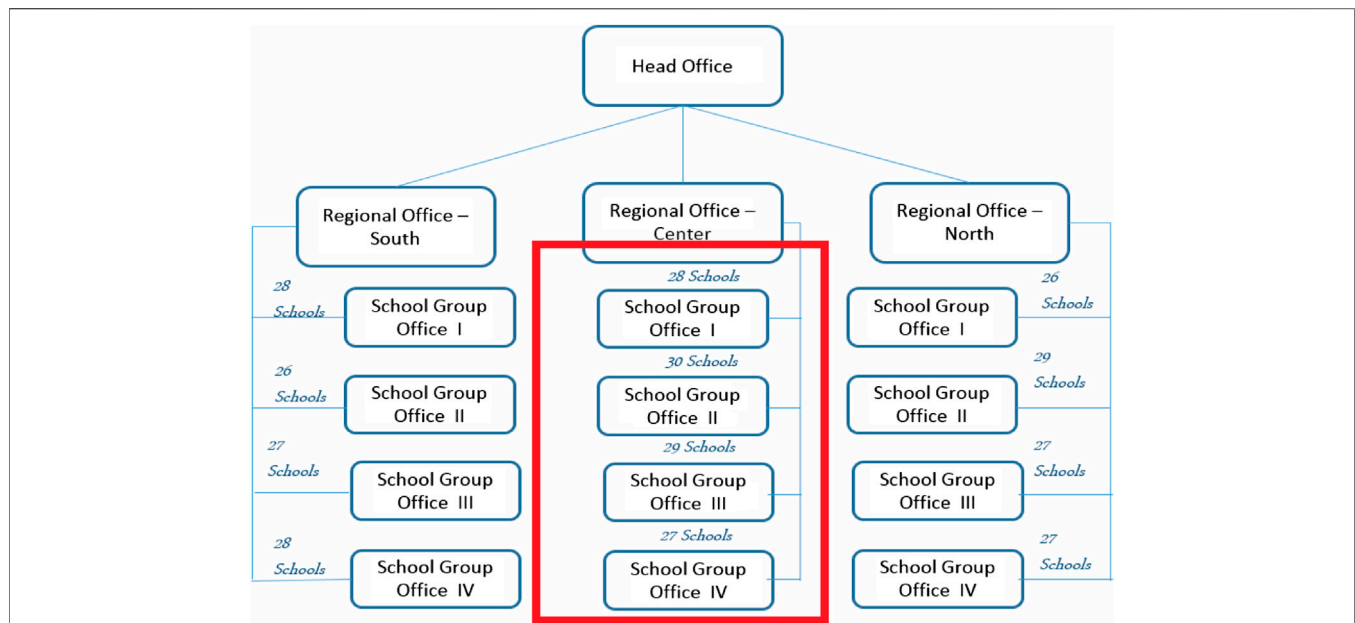 Head Office
Regional Office –
South
Regional Office –
Center
Regional Office –
North
28
Schools
School Group
Office I
26
Schools
School Group
Office II
27
Schools
School Group
Office III
28
Schools
School Group
Office IV
28 Schools
School Group
Office I
30 Schools
School Group
Office II
29 Schools
School Group
Office III
27 Schools
School Group
Office IV
26
Schools
School Group
Office I
29
Schools
School Group
Office II
27
Schools
School Group
Office III
27
Schools
School Group
Office IV